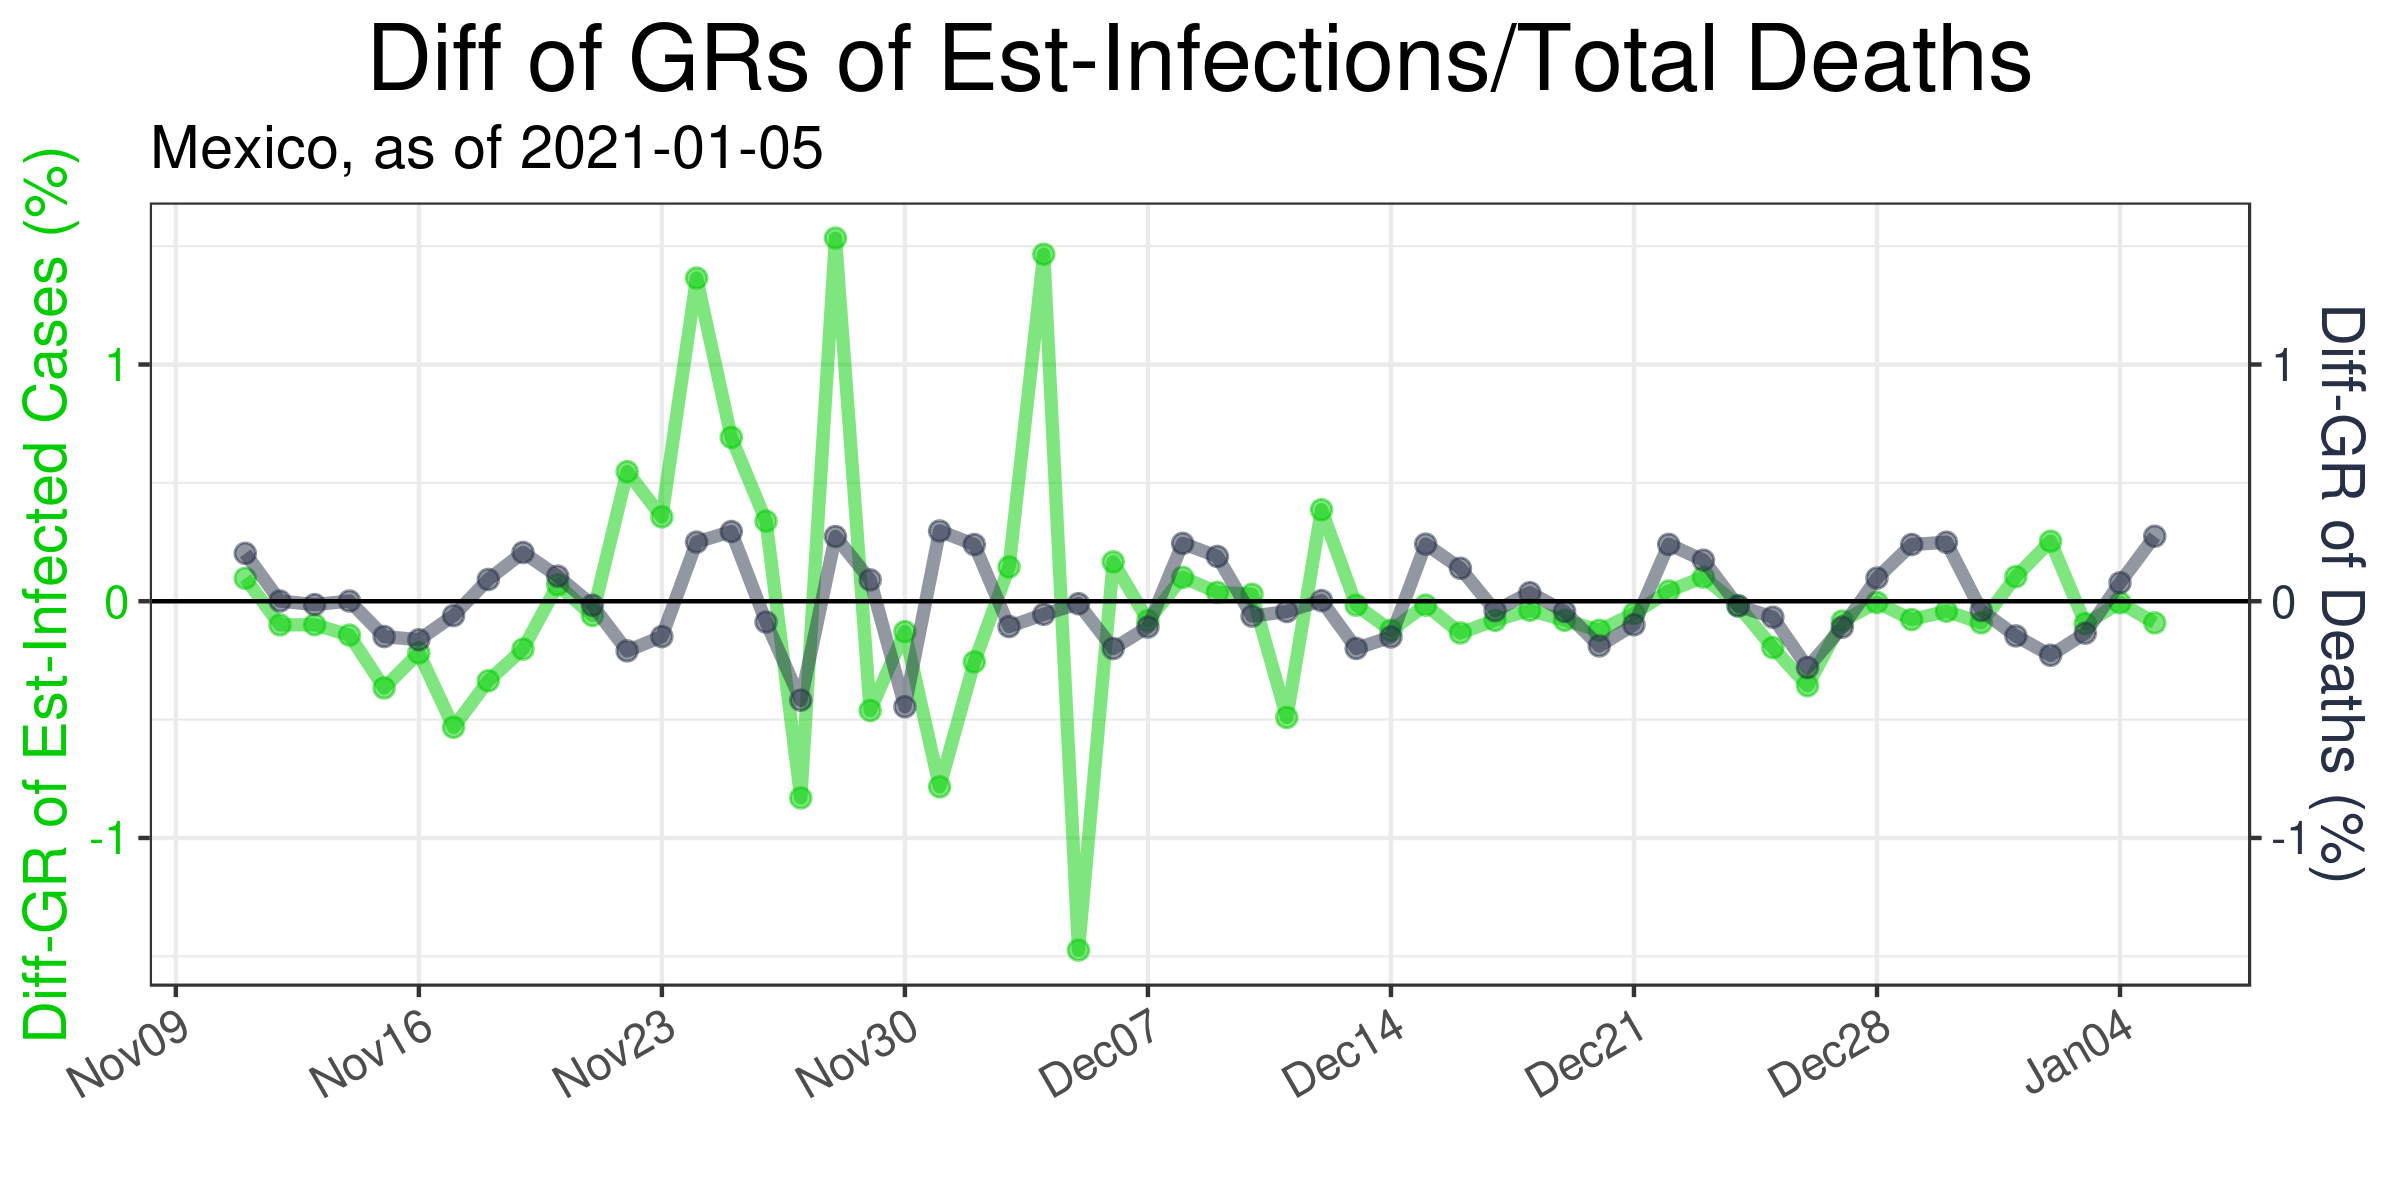 Diff of GRs of Est-Infections/Total Deaths
Mexico, as of 2021-01-05
Diff-GR of Est-Infected Cases (%)
1
0
-1
1
0
-1
Diff-GR of Deaths (%)
Nov09
Nov16
Nov23
Nov30
Dec07
Dec14
Dec21
Dec28
Jan04